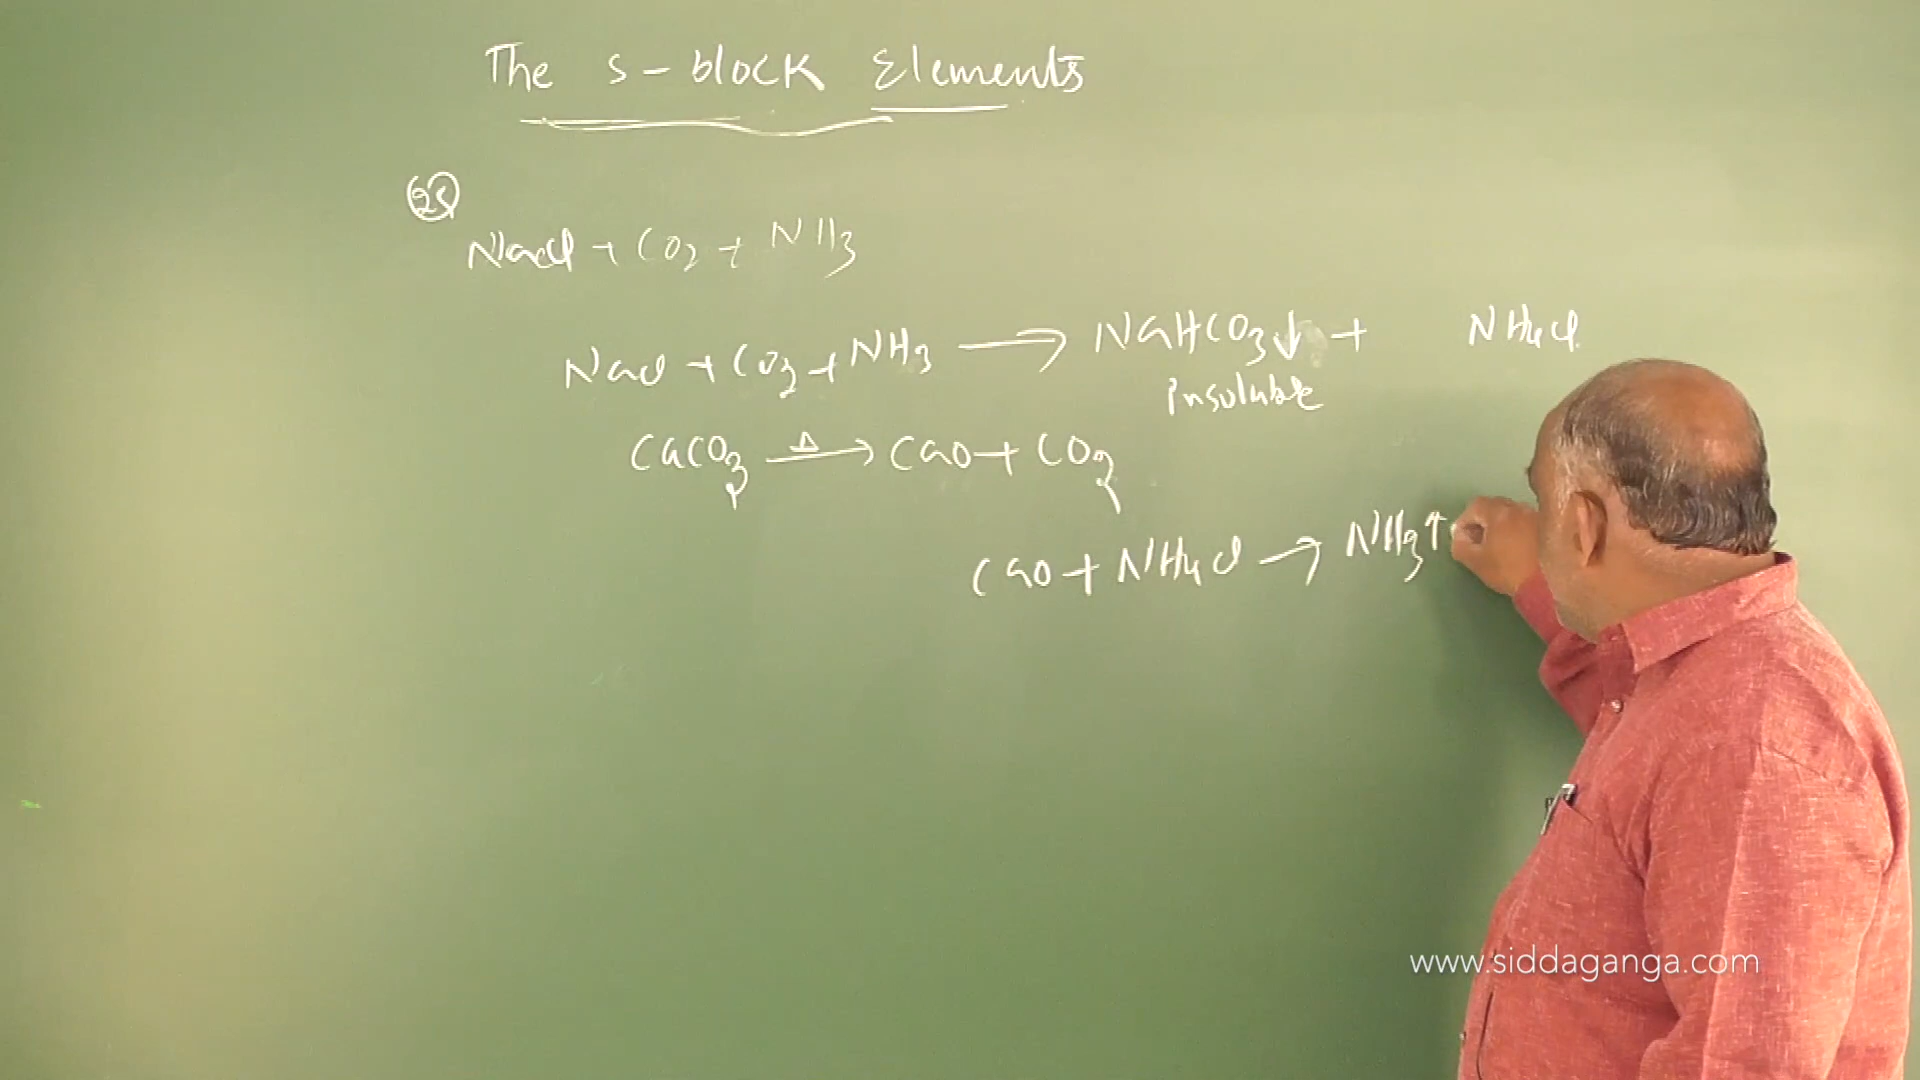 The s-block Elements
25
NaCl + CO2 + NH3
NaCl + CO2 + NH3 → NaHCO3↓ + NH4Cl
insoluble
CaCO3 —Δ→ CaO + CO2
CaO + NH4Cl → NH3↑
www.siddaganga.com